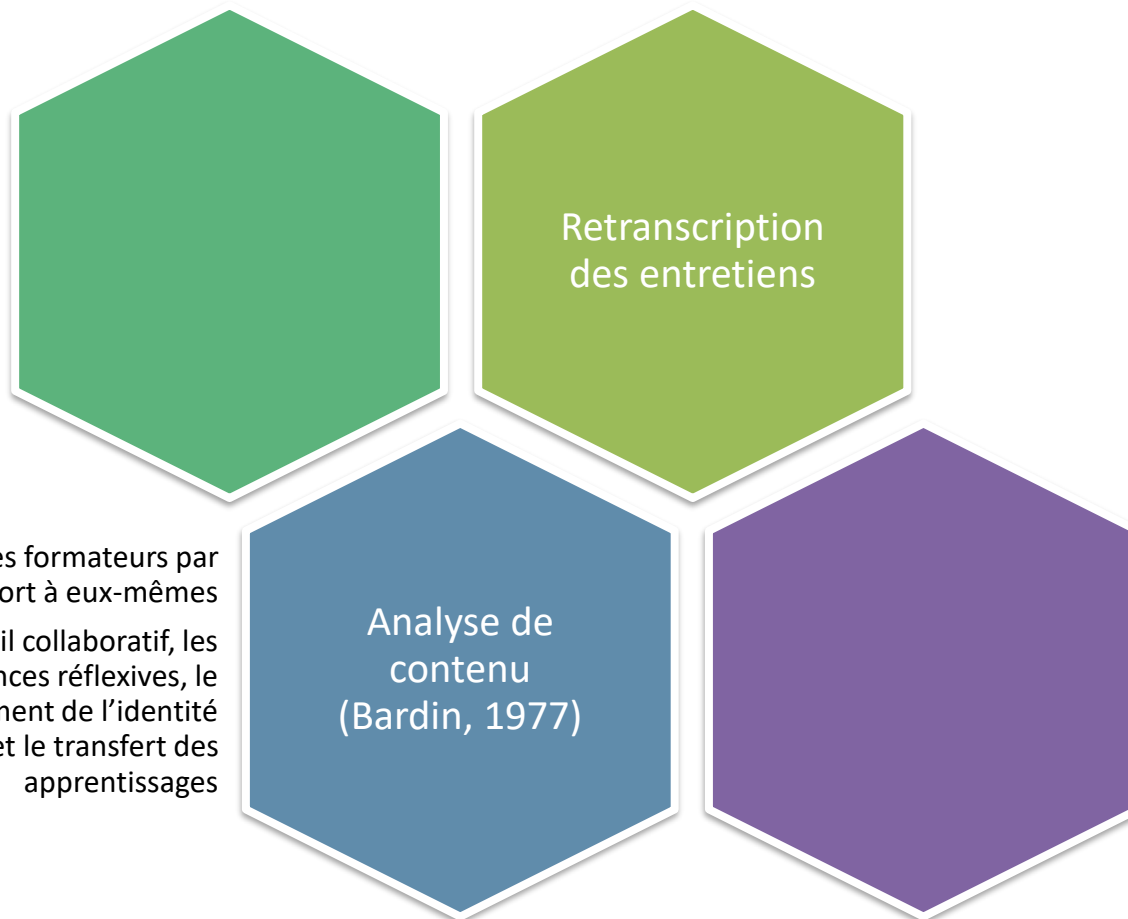 Retranscription
des entretiens
es formateurs par
ort à eux-mêmes
il collaboratif, les
nces réflexives, le
ment de l'identité
et le transfert des
apprentissages
Analyse de
contenu
(Bardin, 1977)